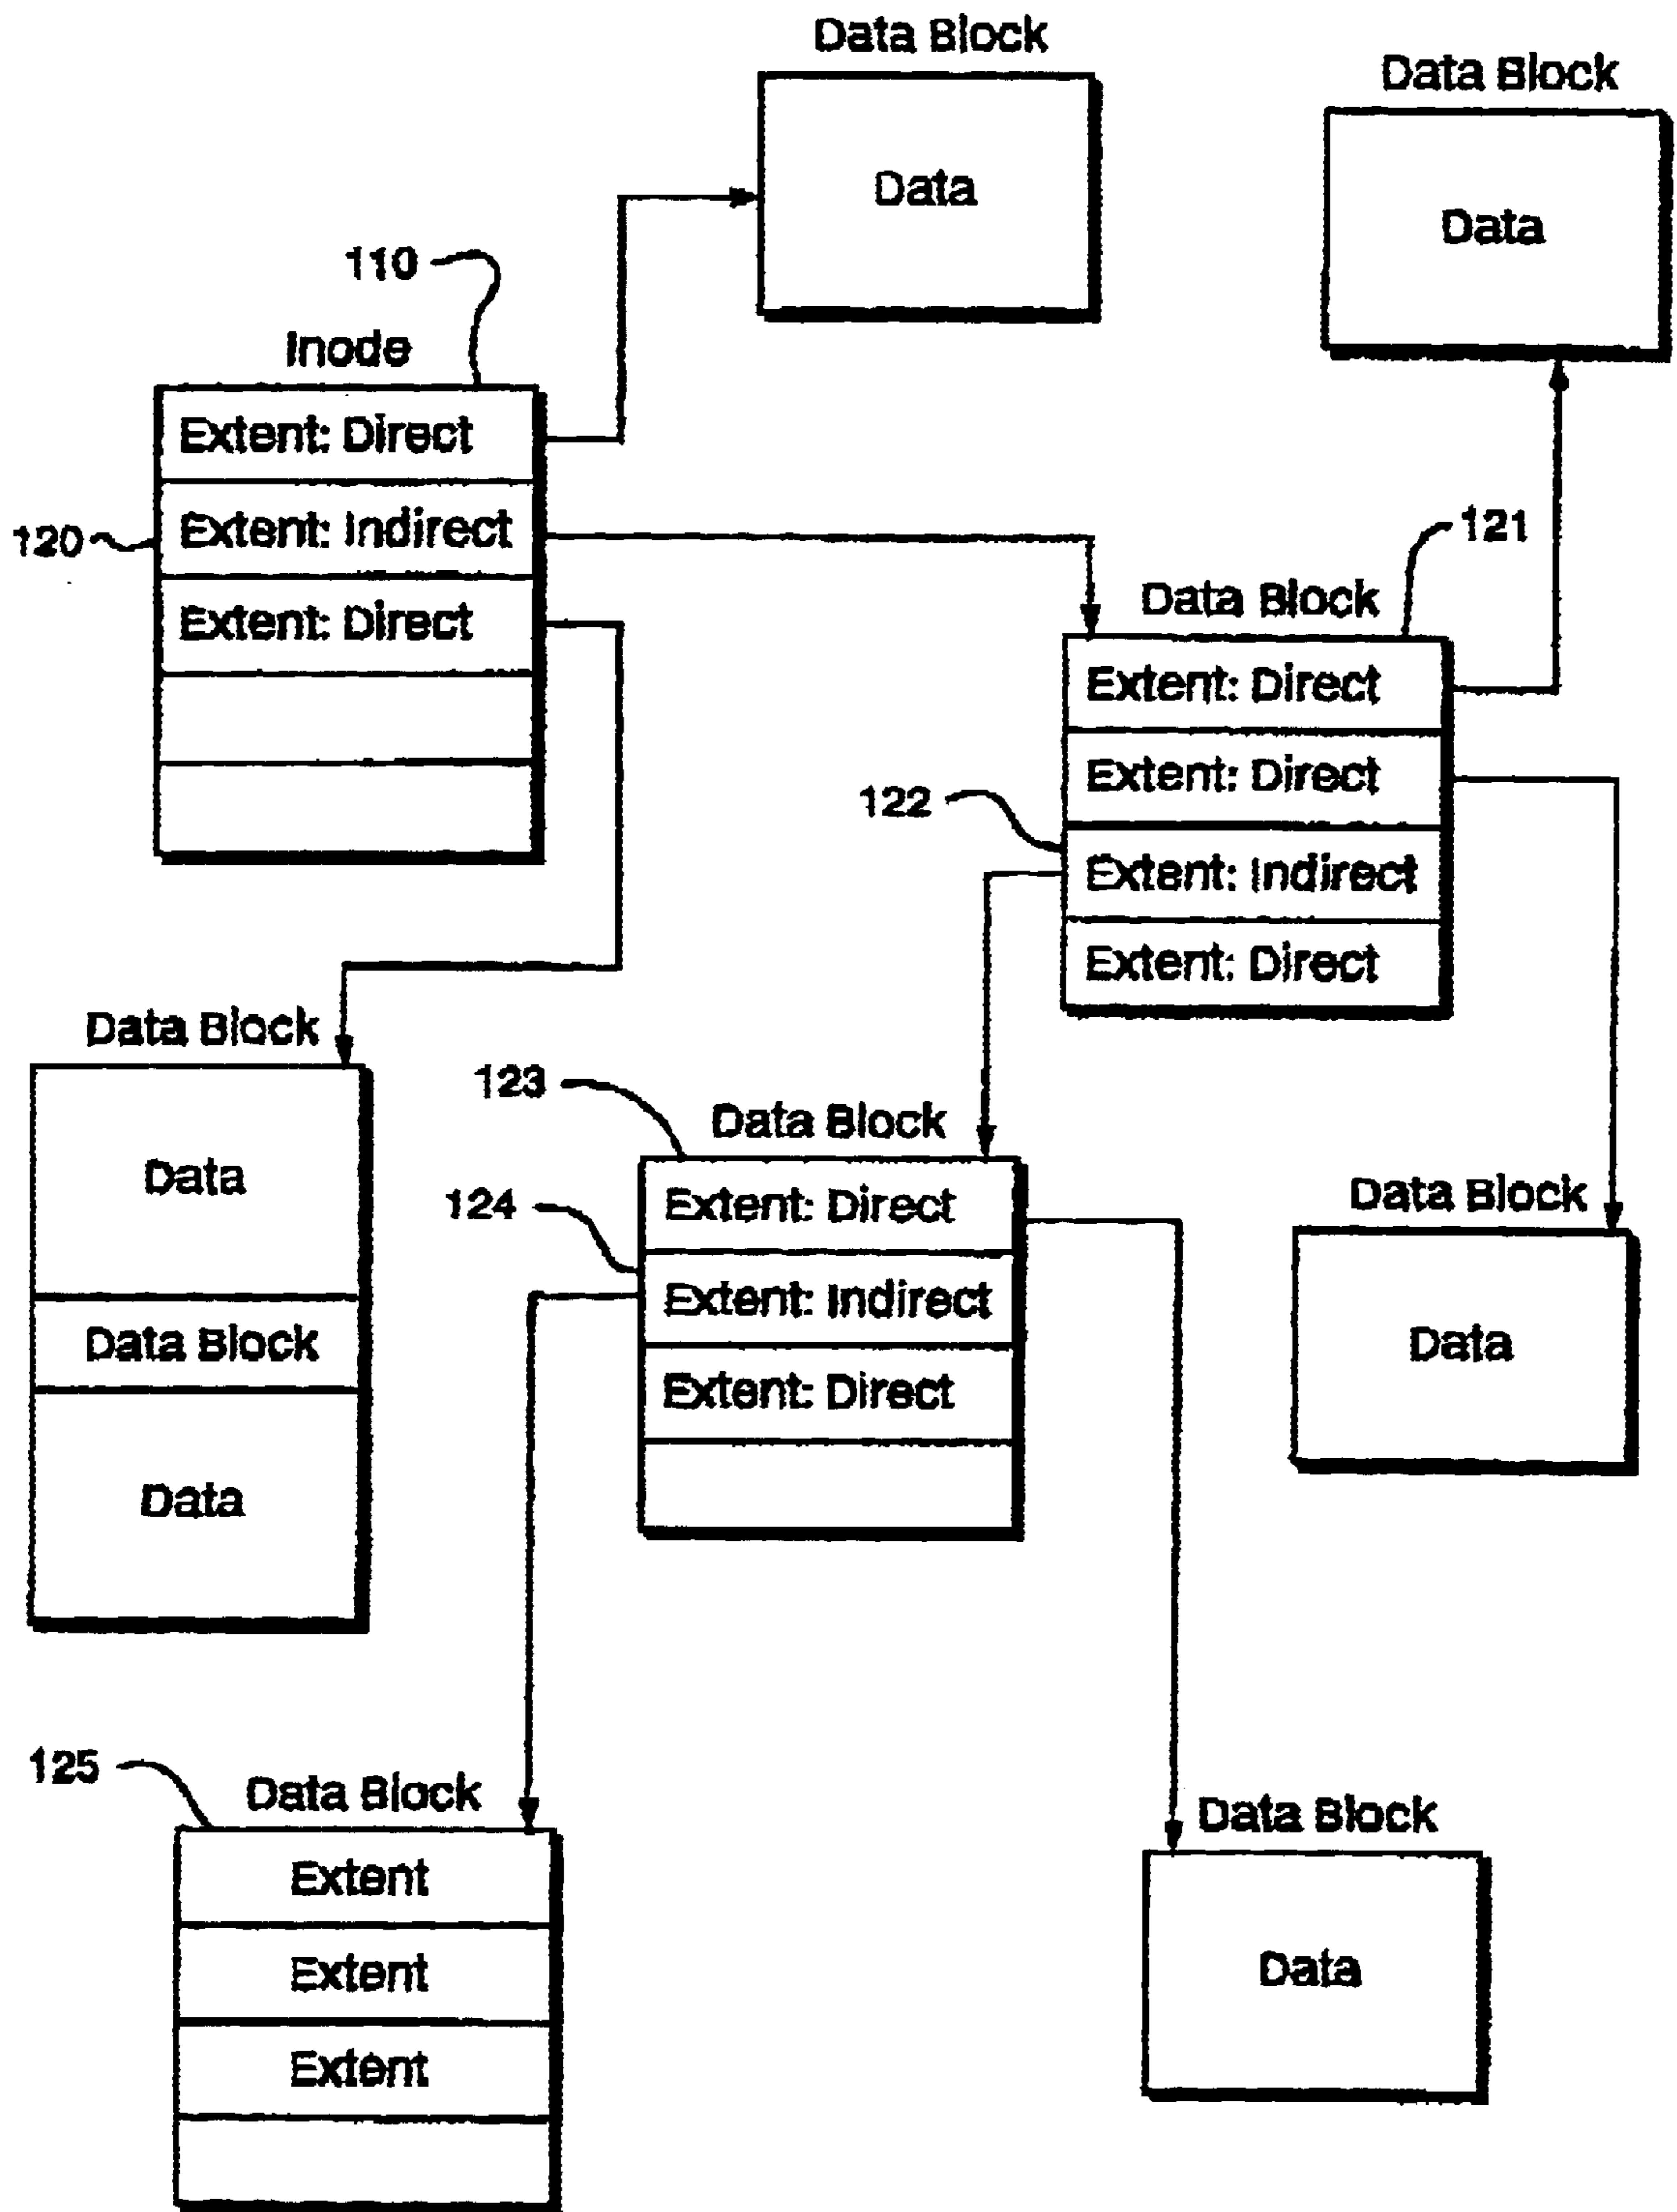 Data Block
Data
Data Block
Data
110
Inode
Extent: Direct
120
Extent: Indirect
Extent: Direct
121
Data Block
Extent: Direct
Extent: Direct
122
Extent: Indirect
Extent: Direct
Data Block
Data
Data Block
Data
123
Data Block
124
Extent: Direct
Extent: Indirect
Extent: Direct
Data Block
Data
125
Data Block
Extent
Extent
Extent
Data Block
Data